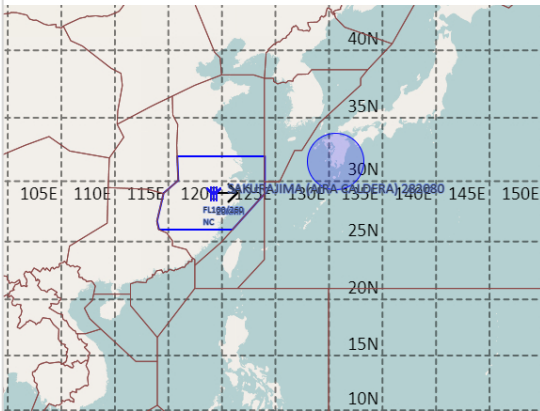 40N
35N
30N
SAKURAJIMA (AIRA CALDERA) 282080
105E 110E 115E 120E 125E 130E 135E 140E 145E 150E
NC
25N
20N
15N
10N